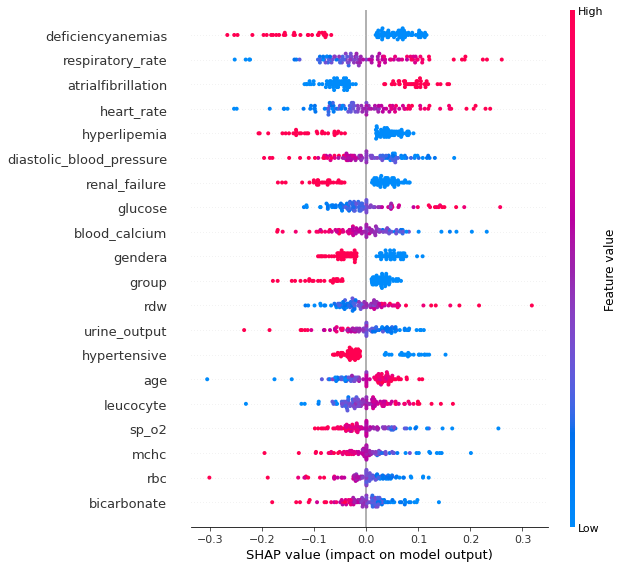 High
deficiencyanemias
respiratory_rate
atrialfibrillation
heart_rate
hyperlipemia
diastolic_blood_pressure
renal_failure
glucose
blood_calcium
gendera
group
rdw
urine_output
hypertensive
age
leucocyte
sp_o2
mchc
rbc
bicarbonate
Feature value
Low
−0.3 −0.2 −0.1 0.0 0.1 0.2 0.3
SHAP value (impact on model output)